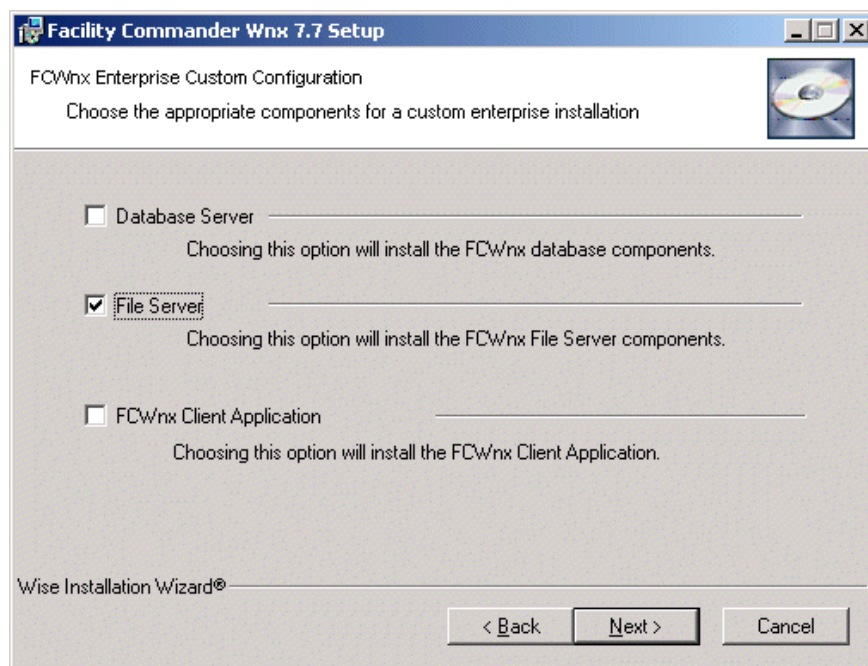 Facility Commander Wnx 7.7 Setup
FCWnx Enterprise Custom Configuration
Choose the appropriate components for a custom enterprise installation
Database Server
Choosing this option will install the FCWnx database components.
File Server
Choosing this option will install the FCWnx File Server components.
FCWnx Client Application
Choosing this option will install the FCWnx Client Application.
Wise Installation Wizard®
< Back Next > Cancel